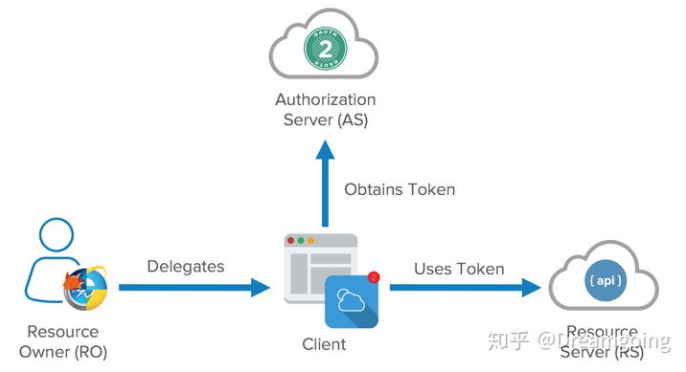 OAUTH
2
OAUTH
Authorization
Server (AS)
Obtains Token
Delegates
2
Uses Token
{ api }
Resource
Owner (RO)
Client
Resource
Server (RS)
知乎 @Dreamgoing